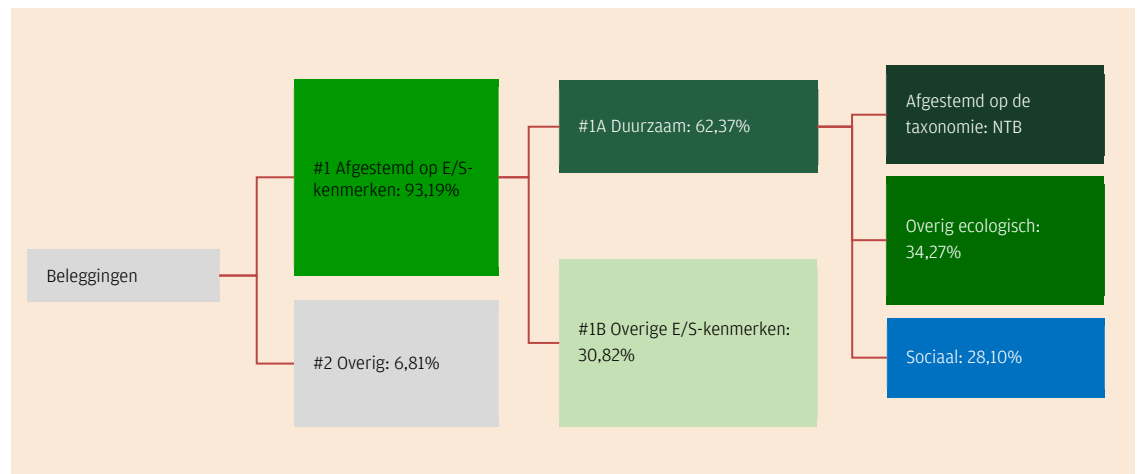 Beleggingen
#1 Afgestemd op E/S-
kenmerken: 93,19%
#2 Overig: 6,81%
#1A Duurzaam: 62,37%
#1B Overige E/S-kenmerken:
30,82%
Afgestemd op de
taxonomie: NTB
Overig ecologisch:
34,27%
Sociaal: 28,10%